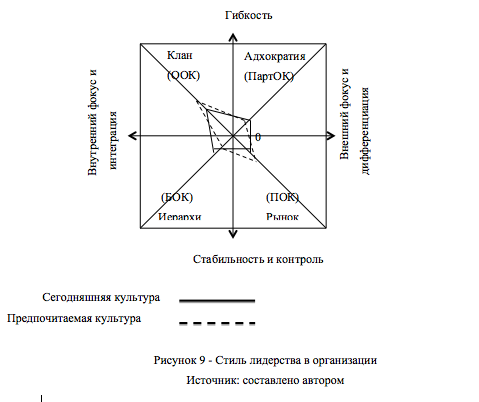 Гибкость
Клан
(ООК)
Адхократия
(ПартОК)
Внутренний фокус и
интеграция
0
Внешний фокус и
дифференциация
(БОК)
Иерархи
(ПОК)
Рынок
Стабильность и контроль
Сегодняшняя культура
Предпочитаемая культура
Рисунок 9 - Стиль лидерства в организации
Источник: составлено автором